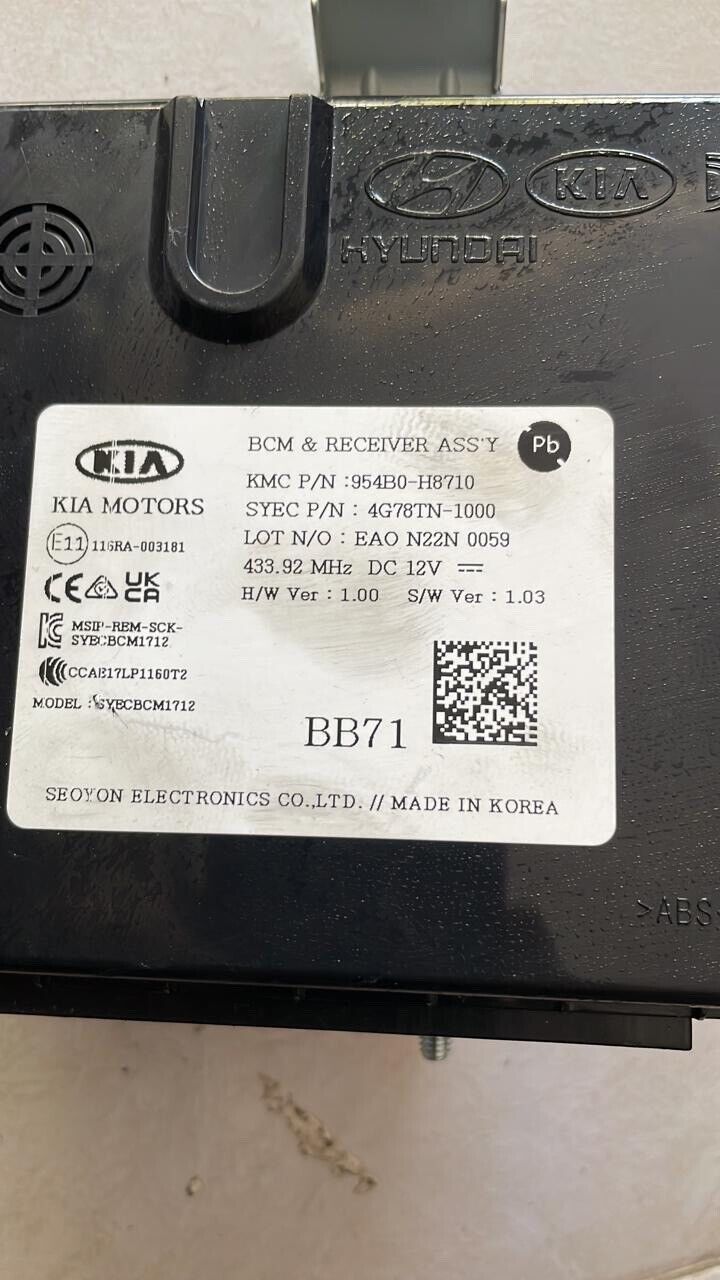 KIA
HYUNDAI
KIA
KIA MOTORS
BCM & RECEIVER ASS'Y
Pb
KMC P/N :954B0-H8710
SYEC P/N : 4G78TN-1000
LOT N/O : EAO N22N 0059
433.92 MHz DC 12V
H/W Ver : 1.00 S/W Ver : 1.03
E11 116RA-003181
CE UK CA
MSIP-REM-SCK-
SYECBCM1712
CCAB17LP1160T2
MODEL : SYECBCM1712
BB71
SEOYON ELECTRONICS CO.,LTD. // MADE IN KOREA
>ABS